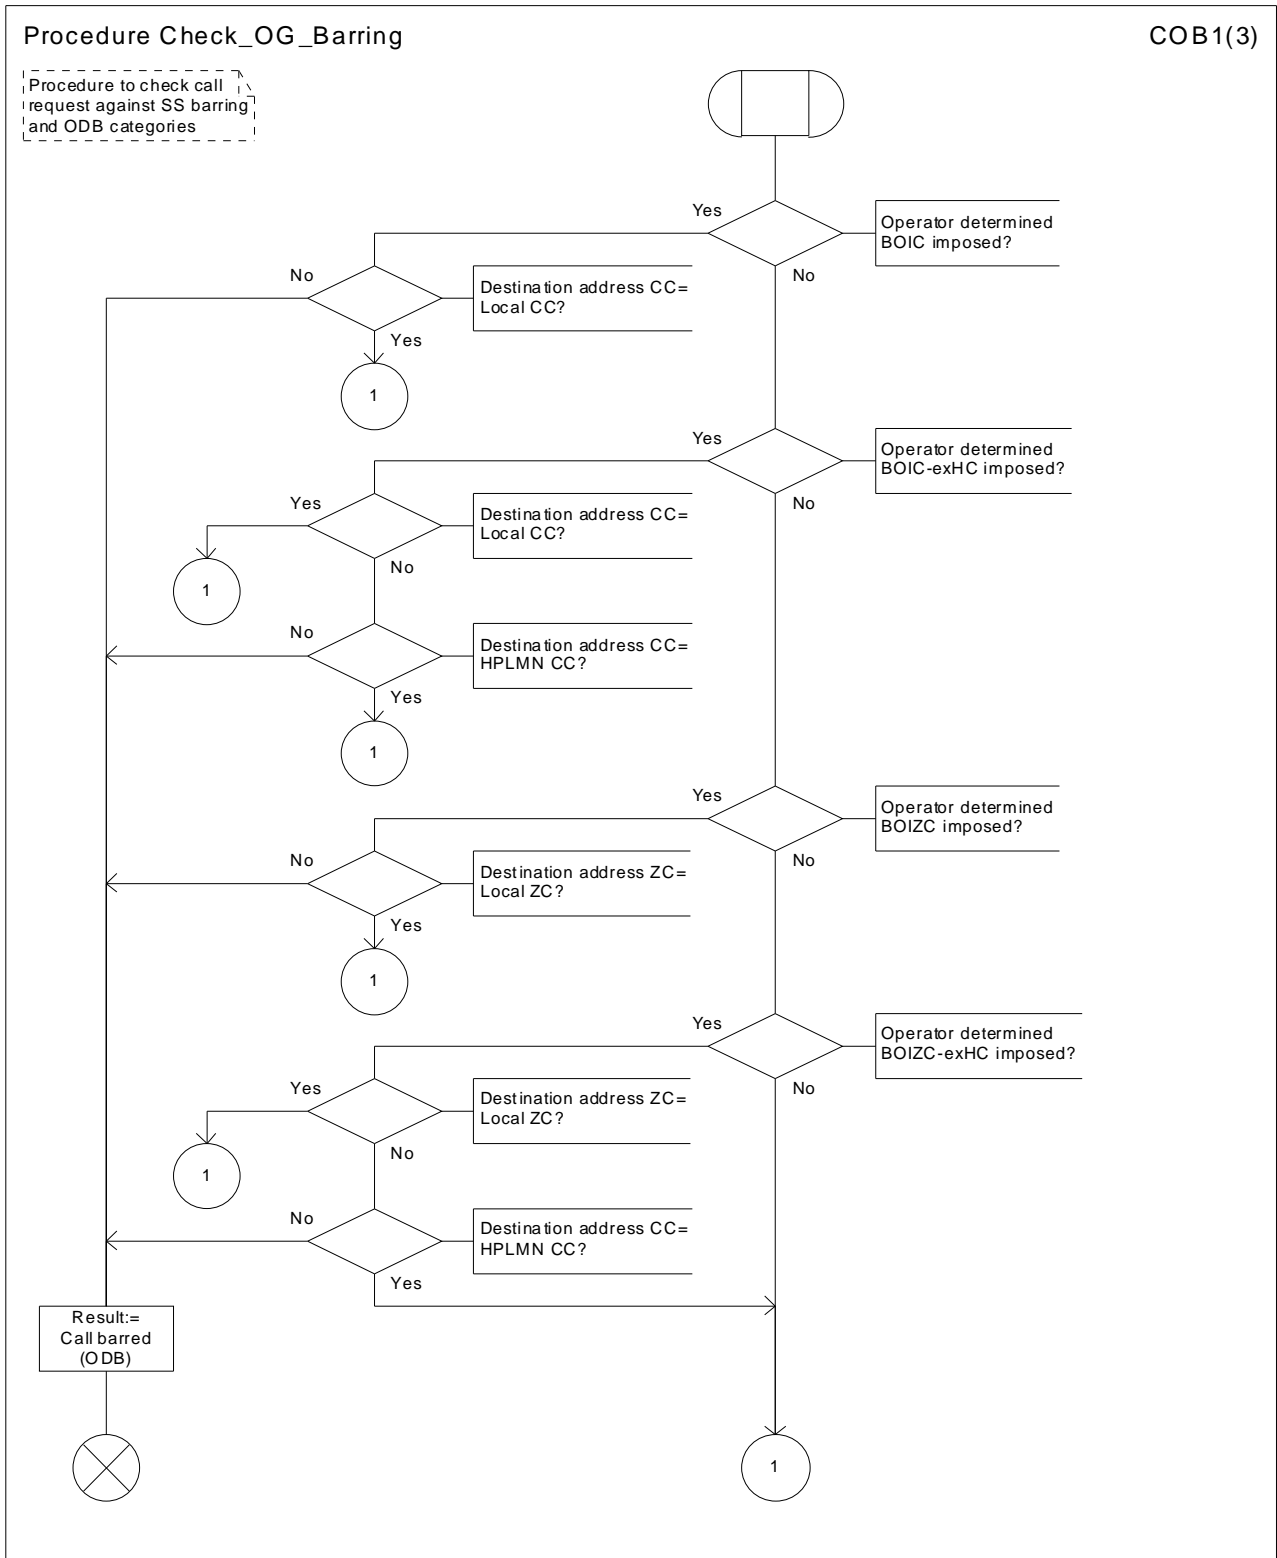 Procedure Check_OG_Barring
COB1(3)
Procedure to check call
request against SS barring
and ODB categories
Yes
Operator determined
BOIC imposed?
No
No
Destination address CC=
Local CC?
Yes
1
Yes
Operator determined
BOIC-exHC imposed?
No
Yes
Destination address CC=
Local CC?
No
1
No
Destination address CC=
HPLMN CC?
Yes
1
Yes
Operator determined
BOIZC imposed?
No
No
Destination address ZC=
Local ZC?
Yes
1
Yes
Operator determined
BOIZC-exHC imposed?
No
Yes
Destination address ZC=
Local ZC?
No
1
No
Destination address CC=
HPLMN CC?
Yes
Result:=
Call barred
(ODB)
1